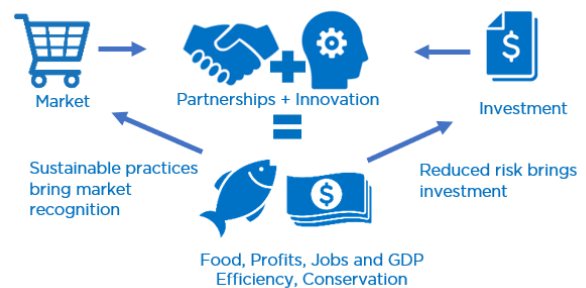 Market
Partnerships + Innovation
Investment
Sustainable practices
bring market
recognition
Reduced risk brings
investment
Food, Profits, Jobs and GDP
Efficiency, Conservation